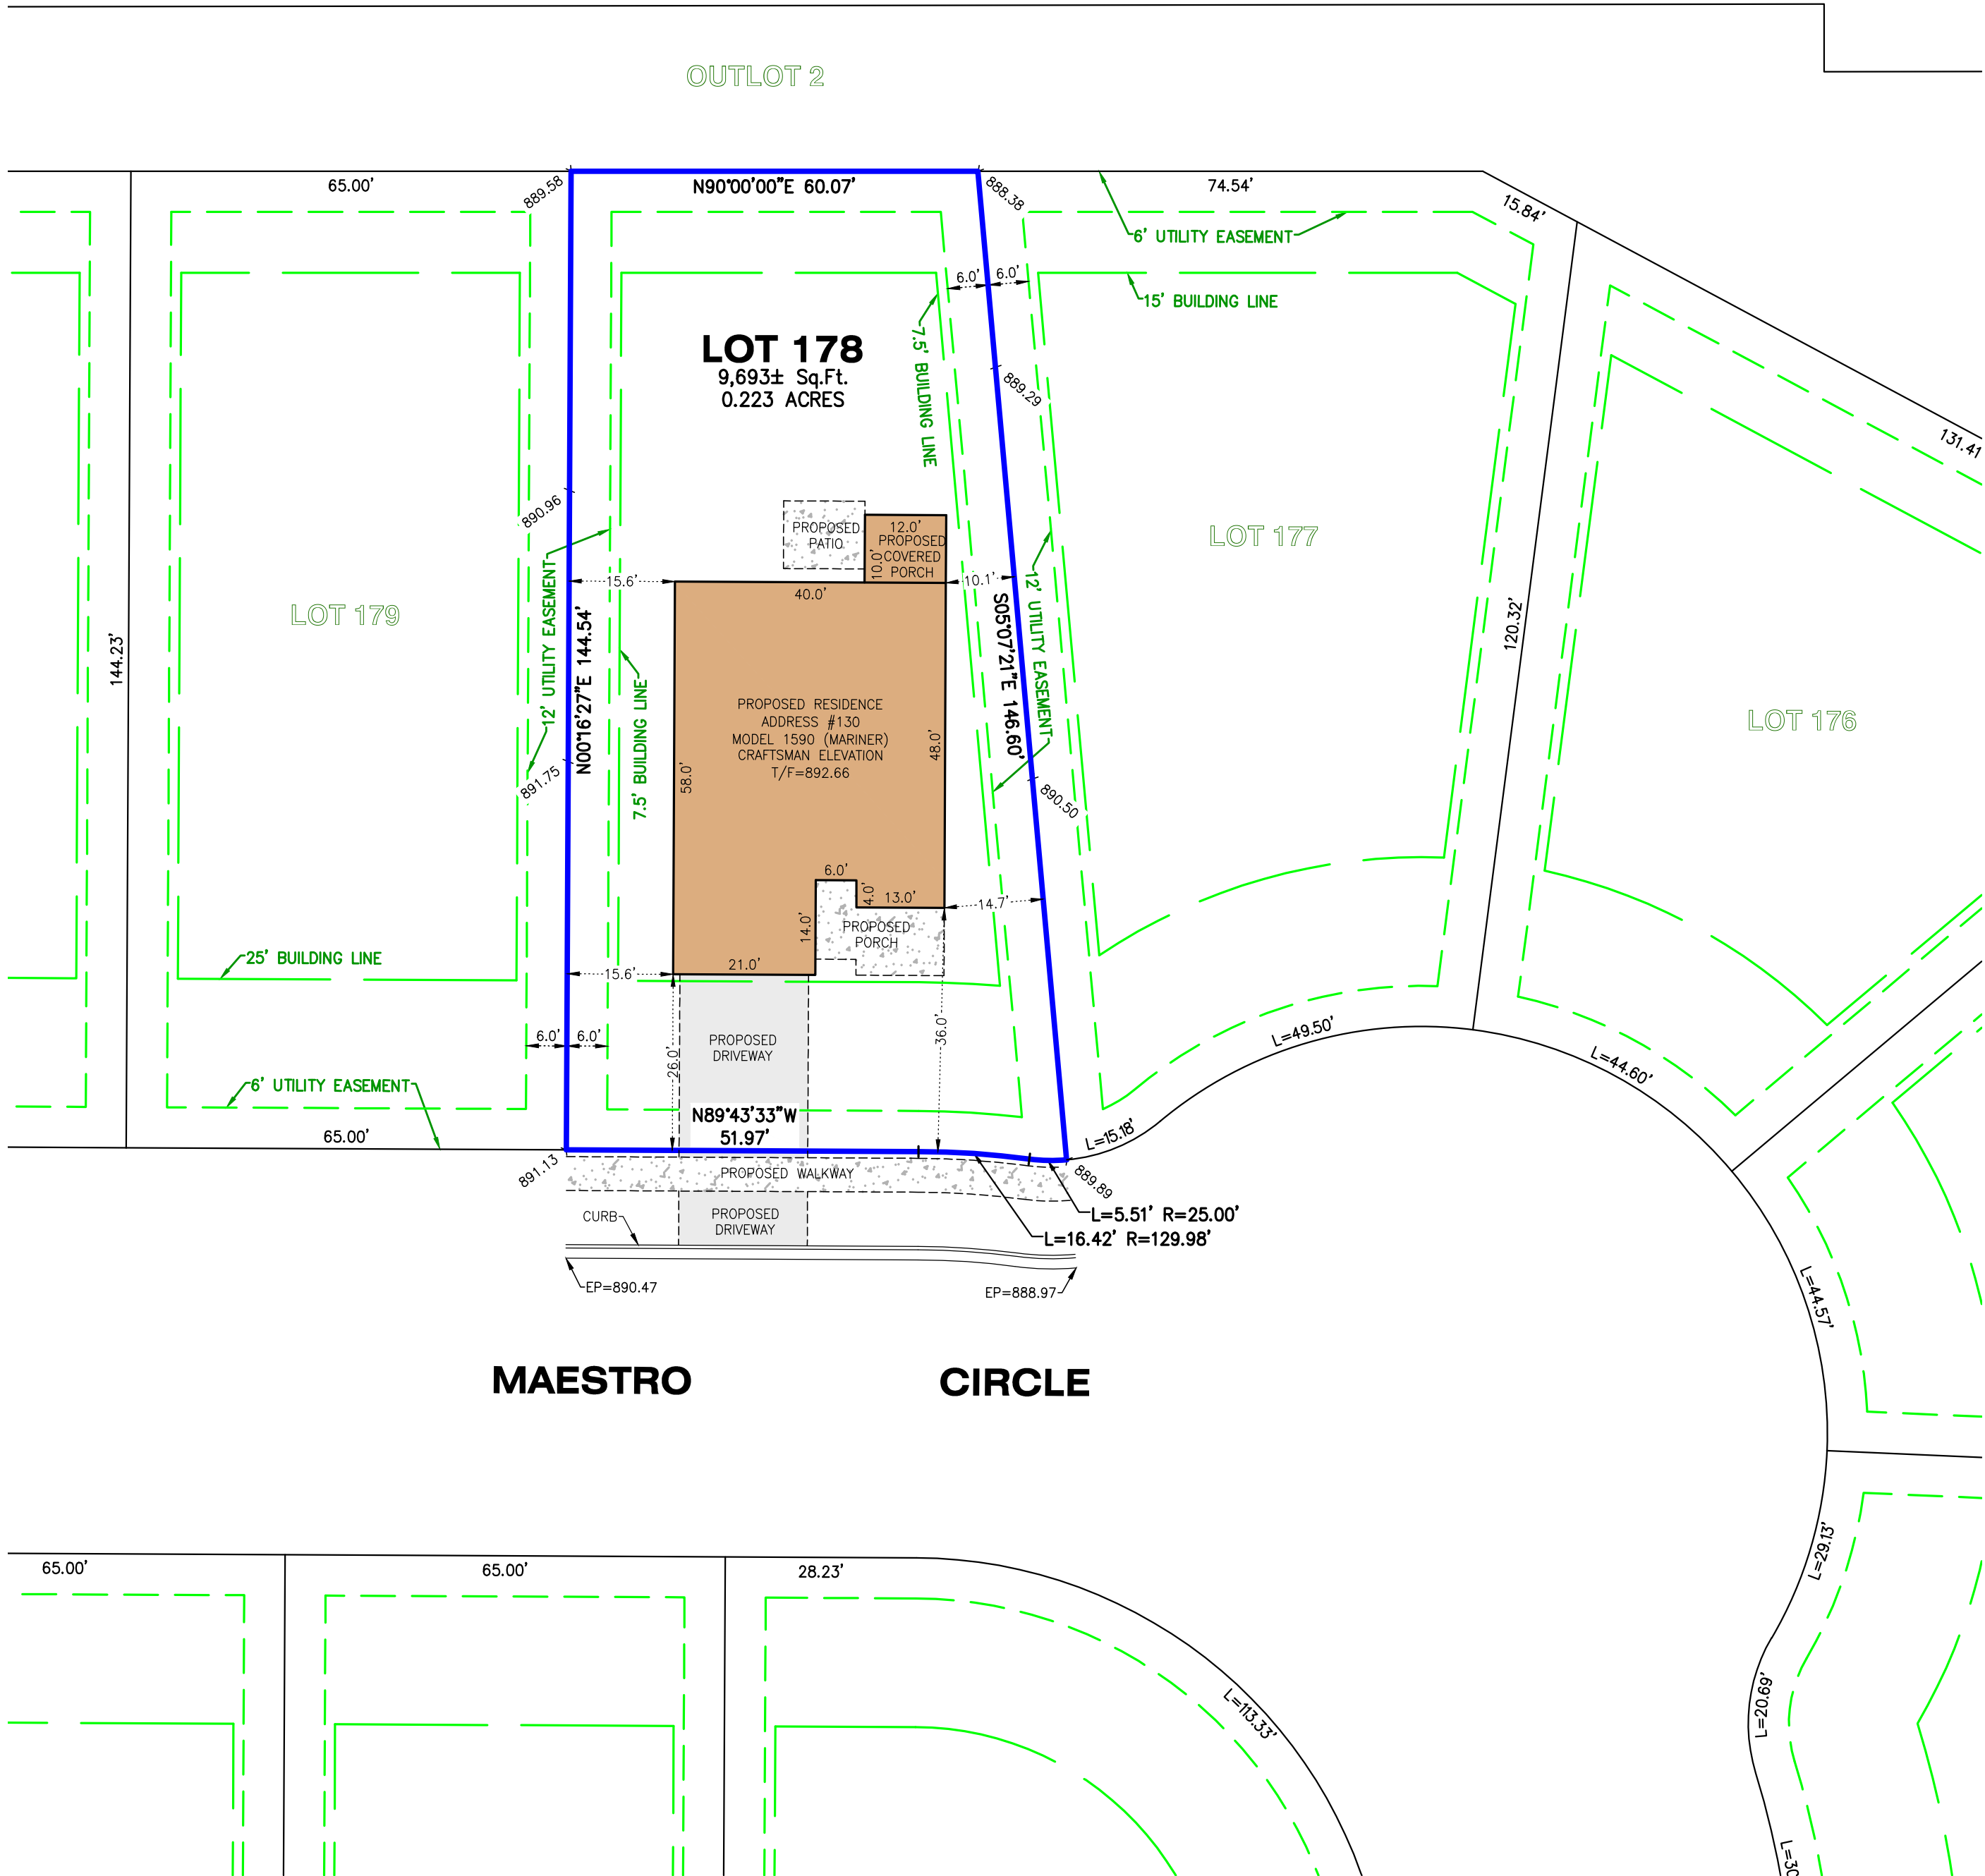 OUTLOT 2
65.00'
889.58
N90°00'00"E 60.07'
888.38
74.54'
15.84'
6' UTILITY EASEMENT
6.0'
6.0'
15' BUILDING LINE
LOT 178
9,693± Sq.Ft.
0.223 ACRES
7.5' BUILDING LINE
889.29
131.41
890.96
PROPOSED
PATIO
12.0'
PROPOSED
COVERED
PORCH
10.0'
LOT 177
15.6'
40.0'
10.1'
LOT 179
144.23'
12' UTILITY EASEMENT
N00°16'27"E 144.54'
S05°07'21"E 146.60'
12' UTILITY EASEMENT
120.32'
LOT 176
7.5' BUILDING LINE
PROPOSED RESIDENCE
ADDRESS #130
MODEL 1590 (MARINER)
CRAFTSMAN ELEVATION
T/F=892.66
48.0'
58.0'
891.75
890.50
6.0'
4.0'
13.0'
14.7'
14.0'
PROPOSED
PORCH
25' BUILDING LINE
15.6'
21.0'
6.0'
6.0'
26.0'
PROPOSED
DRIVEWAY
36.0'
L=49.50'
L=44.60'
6' UTILITY EASEMENT
N89°43'33"W
51.97'
65.00'
L=15.18'
891.13
PROPOSED WALKWAY
889.89
CURB
PROPOSED
DRIVEWAY
L=5.51' R=25.00'
L=16.42' R=129.98'
EP=890.47
EP=888.97
L=44.57'
MAESTRO CIRCLE
L=29.13'
65.00'
65.00'
28.23'
L=20.69'
L=113.33'
L=30